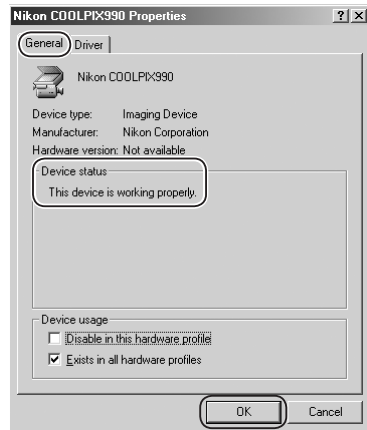 Nikon COOLPIX990 Properties
General Driver
Nikon COOLPIX990
Device type: Imaging Device
Manufacturer: Nikon Corporation
Hardware version: Not available
Device status
This device is working properly.
Device usage
Disable in this hardware profile
Exists in all hardware profiles
OK Cancel